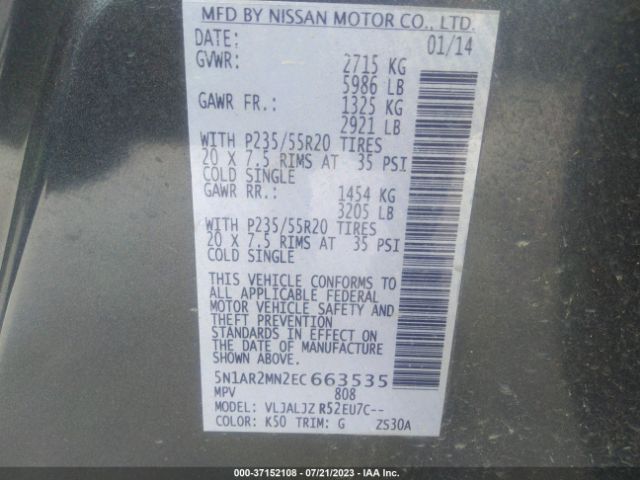 MFD BY NISSAN MOTOR CO., LTD.
DATE: 01/14
GVWR: 2715 KG
5986 LB
GAWR FR.: 1325 KG
2921 LB
WITH P235/55R20 TIRES
20 X 7.5 RIMS AT 35 PSI
COLD SINGLE
GAWR RR.: 1454 KG
3205 LB
WITH P235/55R20 TIRES
20 X 7.5 RIMS AT 35 PSI
COLD SINGLE
THIS VEHICLE CONFORMS TO
ALL APPLICABLE FEDERAL
MOTOR VEHICLE SAFETY AND
THEFT PREVENTION
STANDARDS IN EFFECT ON
THE DATE OF MANUFACTURE
SHOWN ABOVE.
5N1AR2MN2EC663535
MPV 808
MODEL: VLJALJZ R52EU7C--
COLOR: K50 TRIM: G ZS30A
000-37152108 - 07/21/2023 - IAA Inc.